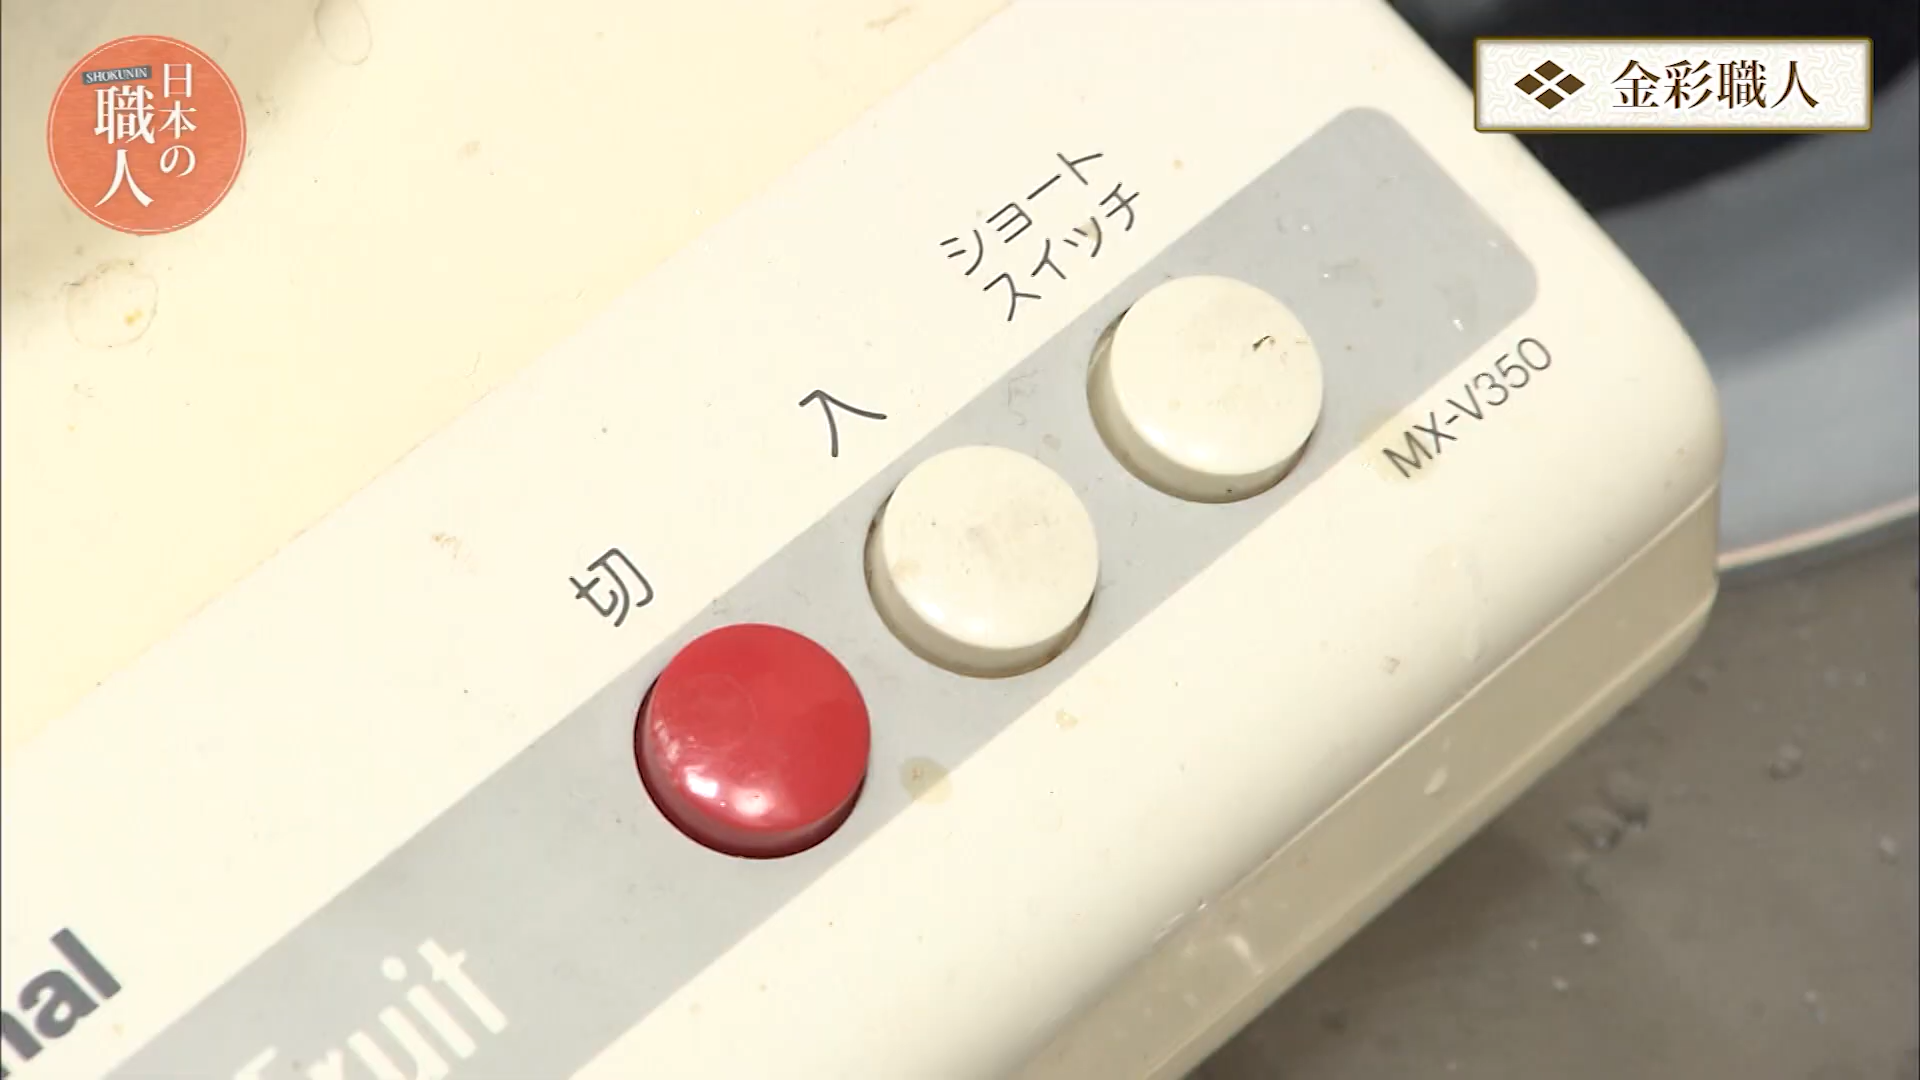 SHOKUNIN
日本の
職人
金彩職人
ショート
スイッチ
入
切
MX-V350
nal
Fruit